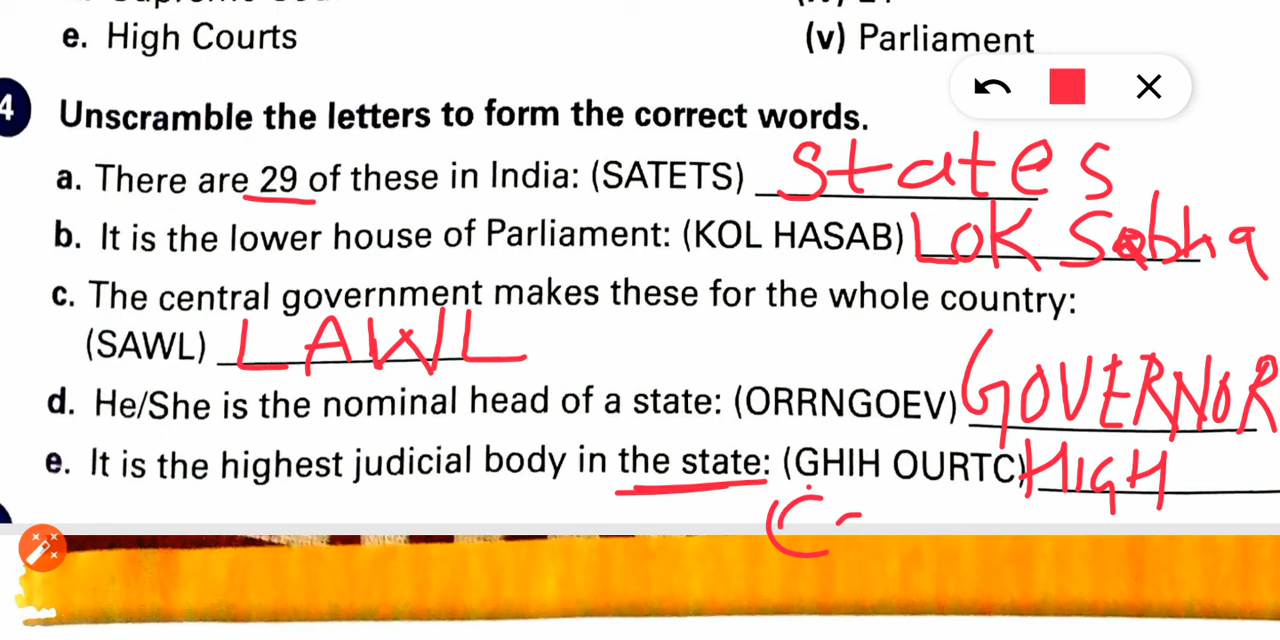 e. High Courts (v) Parliament
4 Unscramble the letters to form the correct words.
a. There are 29 of these in India: (SATETS) States
b. It is the lower house of Parliament: (KOL HASAB) LOK Sabha
c. The central government makes these for the whole country:
(SAWL) LAWL
d. He/She is the nominal head of a state: (ORRNGOEV) GOVERNOR
e. It is the highest judicial body in the state: (GHIH OURTC) HIGH
C